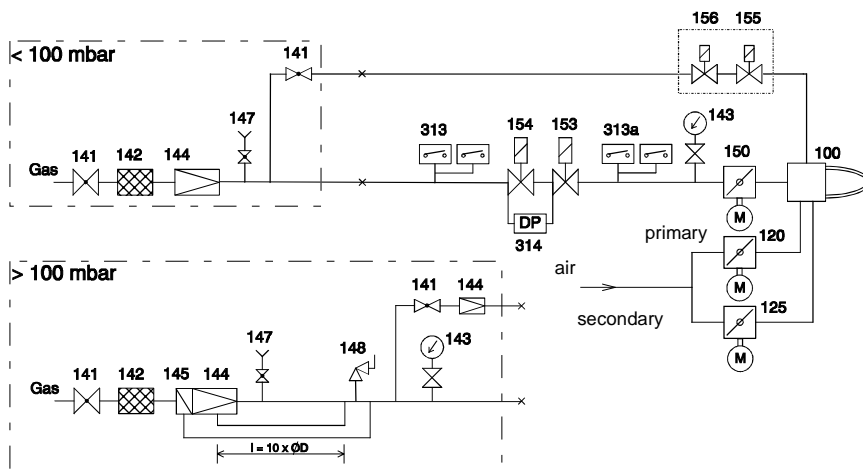 156 155
141
< 100 mbar
147
143
313 154 153 313a
141 142 144
150 100
Gas
M
DP
314
primary 120
> 100 mbar
air
141 144
M
secondary 125
147
148 143
141 142 145 144
M
Gas
l = 10 x ØD